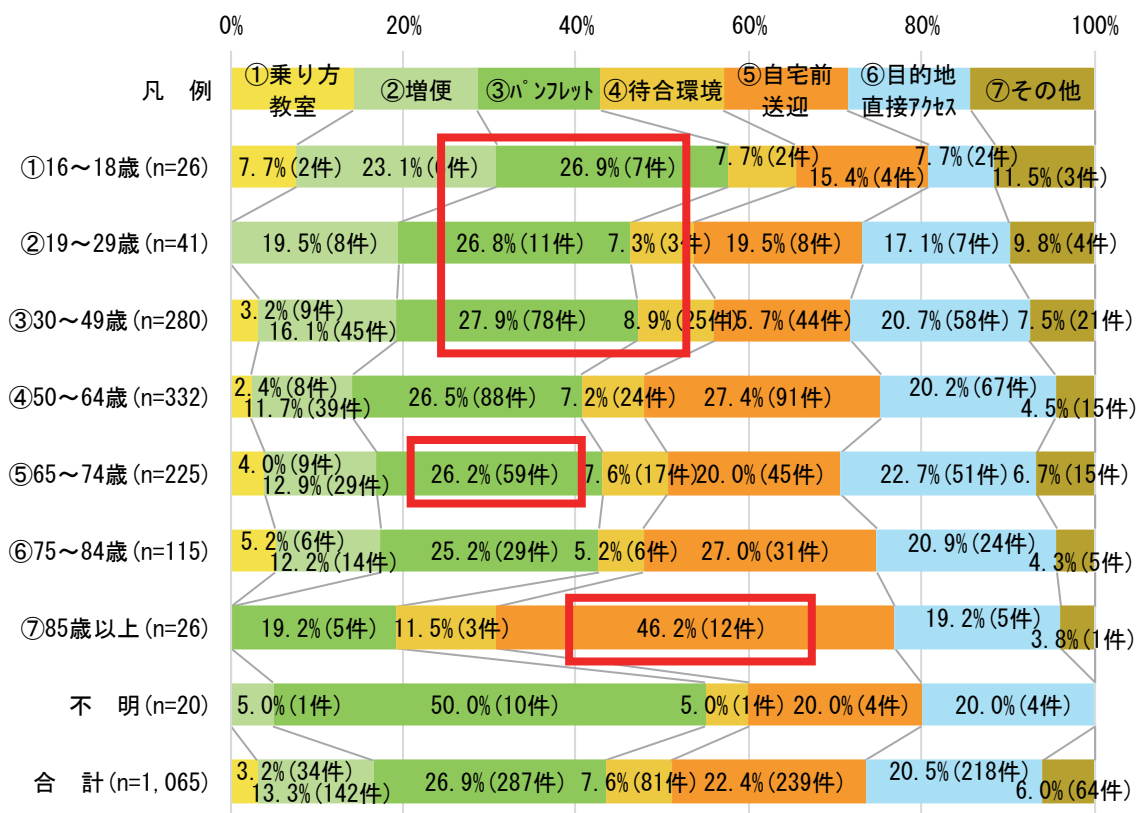 0% 20% 40% 60% 80% 100%
凡　例 ①乗り方教室 ②増便 ③パンフレット ④待合環境 ⑤自宅前送迎 ⑥目的地直接アクセス ⑦その他
①16～18歳(n=26) 7.7%(2件) 23.1%(6件) 26.9%(7件) 7.7%(2件) 15.4%(4件) 7.7%(2件) 11.5%(3件)
②19～29歳(n=41) 19.5%(8件) 26.8%(11件) 7.3%(3件) 19.5%(8件) 17.1%(7件) 9.8%(4件)
③30～49歳(n=280) 3.2%(9件) 16.1%(45件) 27.9%(78件) 8.9%(25件) 15.7%(44件) 20.7%(58件) 7.5%(21件)
④50～64歳(n=332) 2.4%(8件) 11.7%(39件) 26.5%(88件) 7.2%(24件) 27.4%(91件) 20.2%(67件) 4.5%(15件)
⑤65～74歳(n=225) 4.0%(9件) 12.9%(29件) 26.2%(59件) 7.6%(17件) 20.0%(45件) 22.7%(51件) 6.7%(15件)
⑥75～84歳(n=115) 5.2%(6件) 12.2%(14件) 25.2%(29件) 5.2%(6件) 27.0%(31件) 20.9%(24件) 4.3%(5件)
⑦85歳以上(n=26) 19.2%(5件) 11.5%(3件) 46.2%(12件) 19.2%(5件) 3.8%(1件)
不　明(n=20) 5.0%(1件) 50.0%(10件) 5.0%(1件) 20.0%(4件) 20.0%(4件)
合　計(n=1,065) 3.2%(34件) 13.3%(142件) 26.9%(287件) 7.6%(81件) 22.4%(239件) 20.5%(218件) 6.0%(64件)